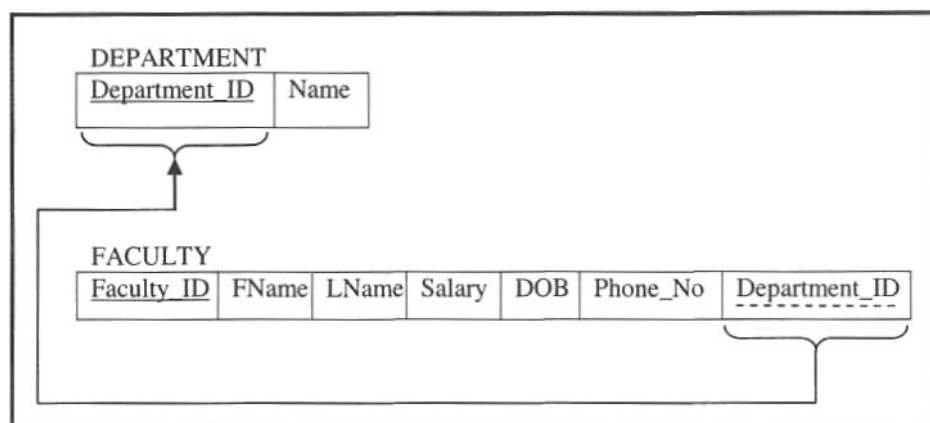 DEPARTMENT
Department_ID Name
FACULTY
Faculty_ID FName LName Salary DOB Phone_No Department_ID